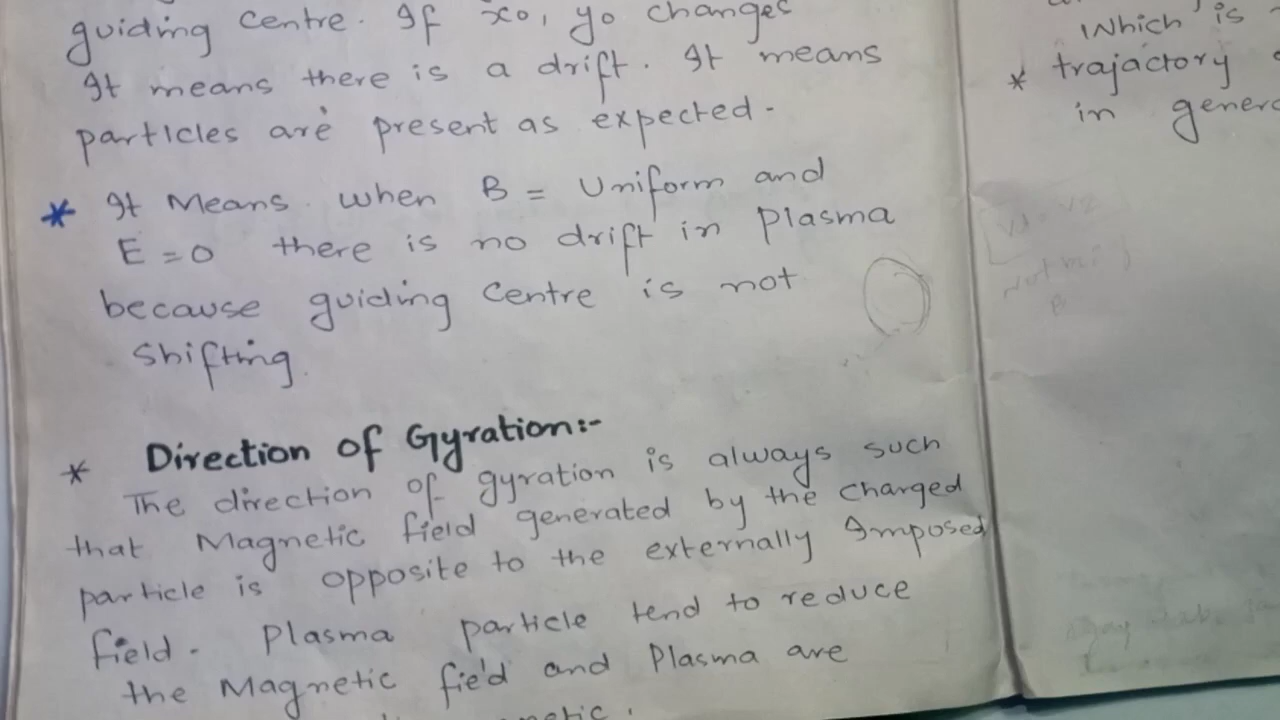 guiding centre. If xo, yo changes
It means there is a drift. It means
particles are present as expected-
* It Means when B = Uniform and
E = 0 there is no drift in plasma
because guiding centre is not
Shifting.
* Direction of Gyration:-
The direction of gyration is always such
that Magnetic field generated by the charged
particle is opposite to the externally Imposed
field- Plasma particle tend to reduce
the Magnetic field and Plasma are
Which is
* trajactory
in